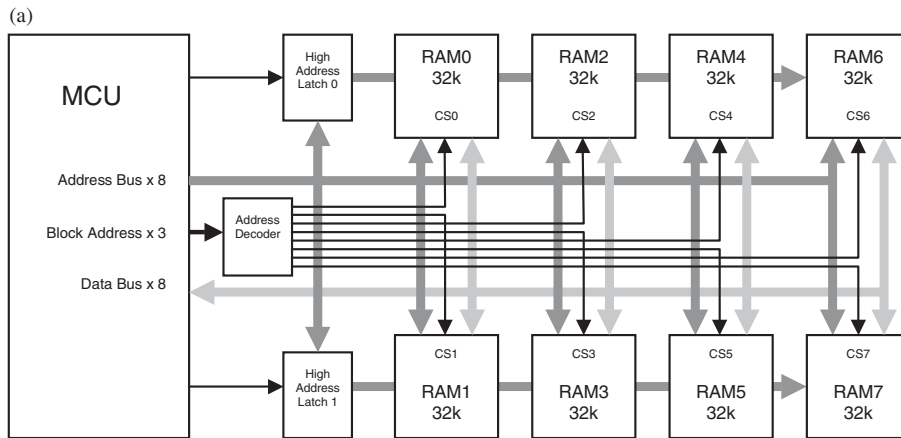 (a)
MCU
Address Bus x 8
Block Address x 3
Data Bus x 8
High
Address
Latch 0
Address
Decoder
High
Address
Latch 1
RAM0
32k
CS0
RAM2
32k
CS2
RAM4
32k
CS4
RAM6
32k
CS6
CS1
RAM1
32k
CS3
RAM3
32k
CS5
RAM5
32k
CS7
RAM7
32k